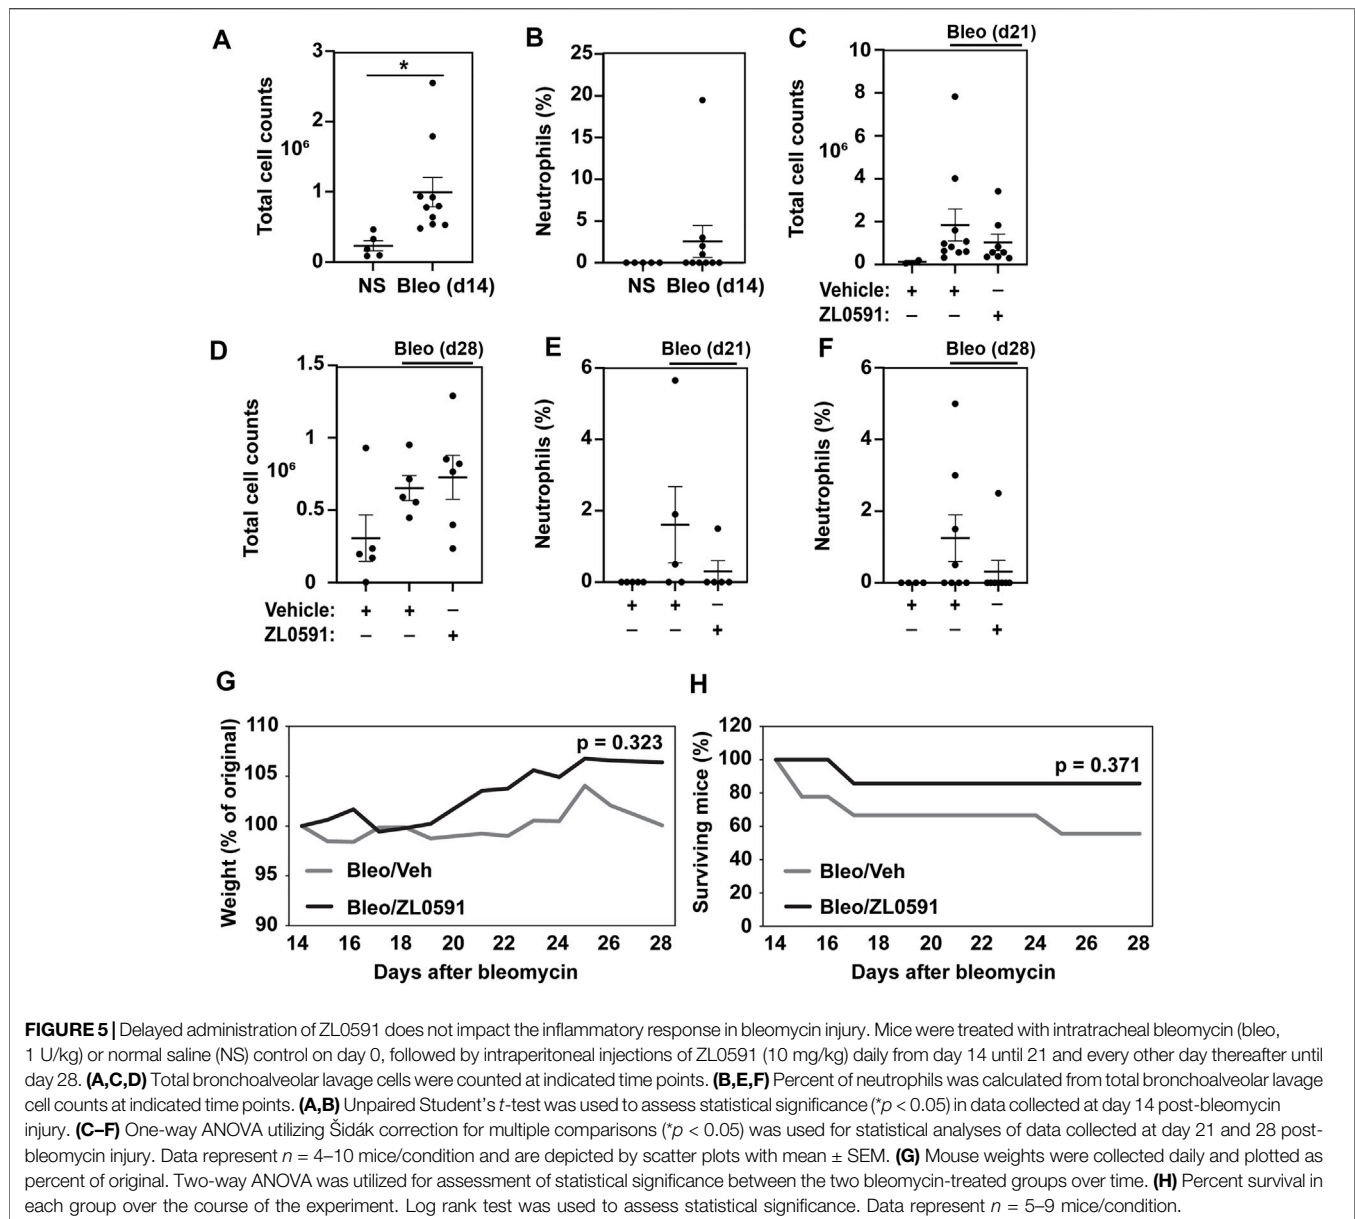 A
3
2
1
0
Total cell counts
10⁶
*
NS Bleo (d14)
B
25
20
15
10
5
0
Neutrophils (%)
NS Bleo (d14)
C
Bleo (d21)
10
8
6
4
2
0
Total cell counts
10⁶
Vehicle: + + –
ZL0591: – – +
D
Bleo (d28)
1.5
1
0.5
0
Total cell counts
10⁶
Vehicle: + + –
ZL0591: – – +
E
Bleo (d21)
6
4
2
0
Neutrophils (%)
+ + –
– – +
F
Bleo (d28)
6
4
2
0
Neutrophils (%)
+ + –
– – +
G
110
105
100
95
90
Weight (% of original)
p = 0.323
Bleo/Veh
Bleo/ZL0591
14 16 18 20 22 24 26 28
Days after bleomycin
H
120
100
80
60
40
20
0
Surviving mice (%)
p = 0.371
Bleo/Veh
Bleo/ZL0591
14 16 18 20 22 24 26 28
Days after bleomycin
FIGURE 5 | Delayed administration of ZL0591 does not impact the inflammatory response in bleomycin injury. Mice were treated with intratracheal bleomycin (bleo,
1 U/kg) or normal saline (NS) control on day 0, followed by intraperitoneal injections of ZL0591 (10 mg/kg) daily from day 14 until 21 and every other day thereafter until
day 28. (A,C,D) Total bronchoalveolar lavage cells were counted at indicated time points. (B,E,F) Percent of neutrophils was calculated from total bronchoalveolar lavage
cell counts at indicated time points. (A,B) Unpaired Student’s t-test was used to assess statistical significance (*p < 0.05) in data collected at day 14 post-bleomycin
injury. (C–F) One-way ANOVA utilizing Šidák correction for multiple comparisons (*p < 0.05) was used for statistical analyses of data collected at day 21 and 28 post-
bleomycin injury. Data represent n = 4–10 mice/condition and are depicted by scatter plots with mean ± SEM. (G) Mouse weights were collected daily and plotted as
percent of original. Two-way ANOVA was utilized for assessment of statistical significance between the two bleomycin-treated groups over time. (H) Percent survival in
each group over the course of the experiment. Log rank test was used to assess statistical significance. Data represent n = 5–9 mice/condition.